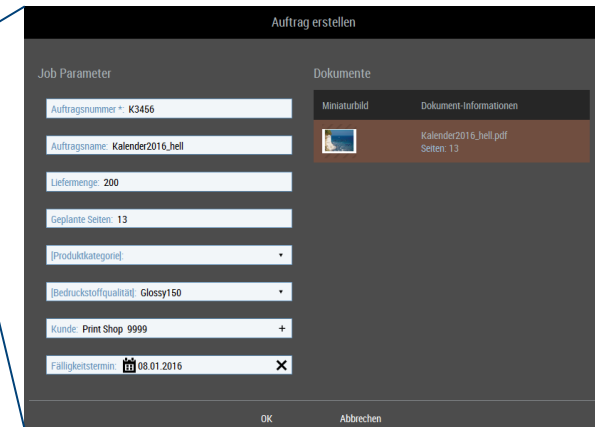 Auftrag erstellen
Job Parameter
Auftragsnummer *: K3456
Auftragsname: Kalender2016_hell
Liefermenge: 200
Geplante Seiten: 13
[Produktkategorie]:
[Bedruckstoffqualität]: Glossy150
Kunde: Print Shop 9999 +
Fälligkeitstermin: 08.01.2016
Dokumente
Miniaturbild Dokument-Informationen
Kalender2016_hell.pdf
Seiten: 13
OK Abbrechen